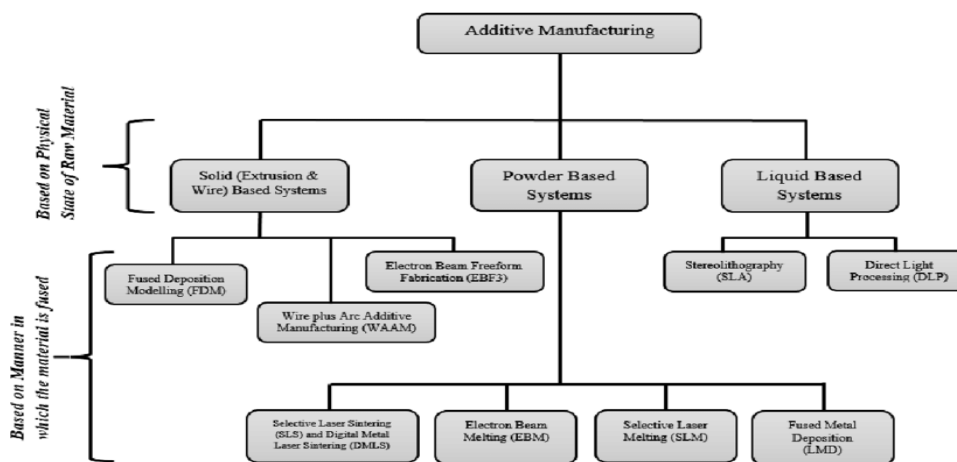 Additive Manufacturing
Based on Physical
State of Raw Material
Solid (Extrusion &
Wire) Based Systems
Powder Based
Systems
Liquid Based
Systems
Based on Manner in
which the material is fused
Fused Deposition
Modelling (FDM)
Wire plus Arc Additive
Manufacturing (WAAM)
Electron Beam Freeform
Fabrication (EBF3)
Stereolithography
(SLA)
Direct Light
Processing (DLP)
Selective Laser Sintering
(SLS) and Digital Metal
Laser Sintering (DMLS)
Electron Beam
Melting (EBM)
Selective Laser
Melting (SLM)
Fused Metal
Deposition
(LMD)